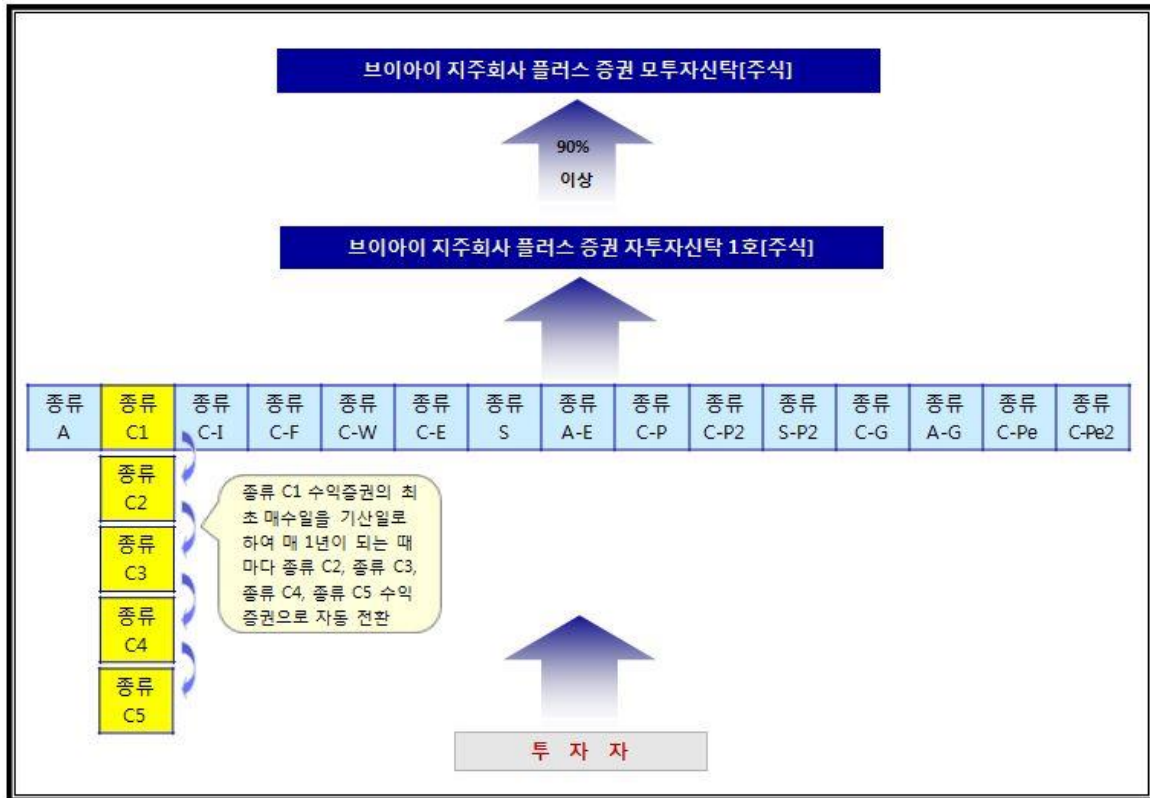 브이아이 지주회사 플러스 증권 모투자신탁[주식]
90%
이상
브이아이 지주회사 플러스 증권 자투자신탁 1호[주식]
종류 종류 종류 종류 종류 종류 종류 종류 종류 종류 종류 종류 종류 종류 종류
A C1 C-I C-F C-W C-E S A-E C-P C-P2 S-P2 C-G A-G C-Pe C-Pe2
종류
C2
종류
C3
종류
C4
종류
C5
종류 C1 수익증권의 최
초 매수일을 기산일로
하여 매 1년이 되는 때
마다 종류 C2, 종류 C3,
종류 C4, 종류 C5 수익
증권으로 자동 전환
투 자 자